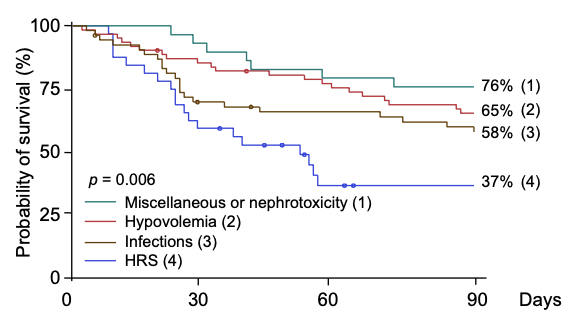 Probability of survival (%)
100
75
50
25
0
76% (1)
65% (2)
58% (3)
37% (4)
p = 0.006
Miscellaneous or nephrotoxicity (1)
Hypovolemia (2)
Infections (3)
HRS (4)
0 30 60 90 Days